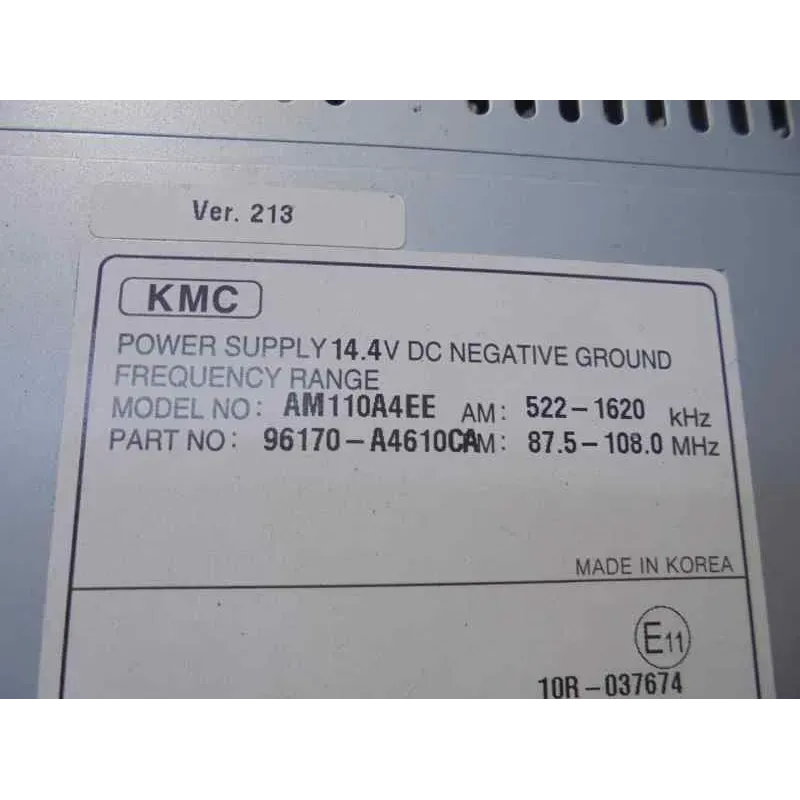 Ver. 213
KMC
POWER SUPPLY 14.4V DC NEGATIVE GROUND
FREQUENCY RANGE
MODEL NO: AM110A4EE AM: 522-1620 kHz
PART NO: 96170-A4610CAM: 87.5-108.0 MHz
MADE IN KOREA
E11
10R-037674